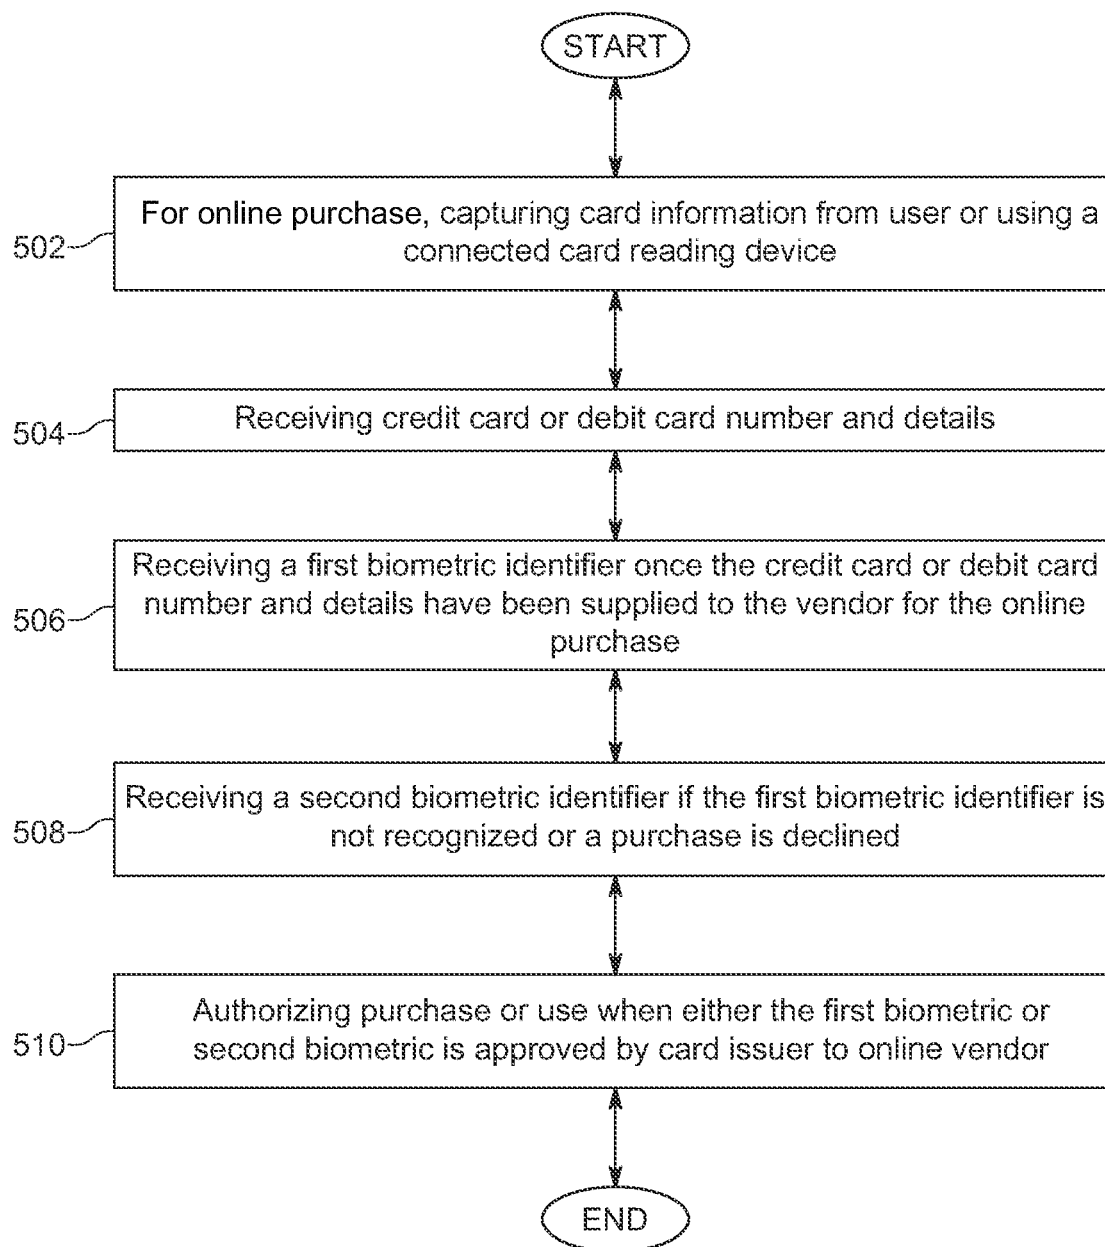 START
For online purchase, capturing card information from user or using a
connected card reading device
502
Receiving credit card or debit card number and details
504
Receiving a first biometric identifier once the credit card or debit card
number and details have been supplied to the vendor for the online
purchase
506
Receiving a second biometric identifier if the first biometric identifier is
not recognized or a purchase is declined
508
Authorizing purchase or use when either the first biometric or
second biometric is approved by card issuer to online vendor
510
END